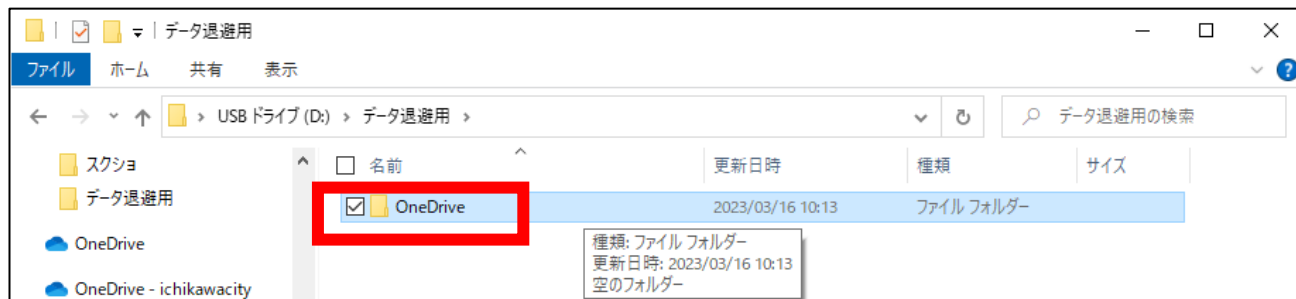 データ退避用
ファイル ホーム 共有 表示
USB ドライブ (D:) データ退避用 データ退避用の検索
スクショ
データ退避用
OneDrive
OneDrive - ichikawacity
名前 更新日時 種類 サイズ
OneDrive 2023/03/16 10:13 ファイル フォルダー
種類: ファイル フォルダー
更新日時: 2023/03/16 10:13
空のフォルダー